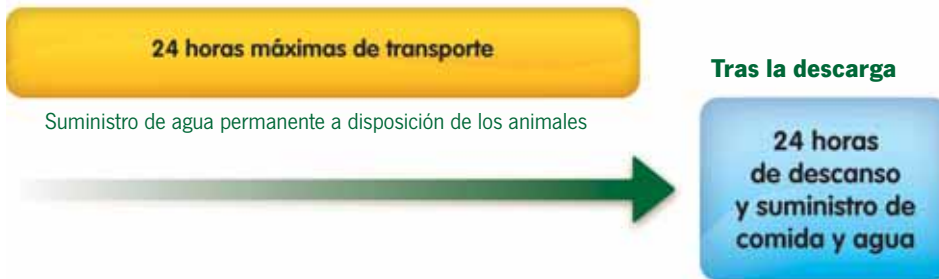 24 horas máximas de transporte
Suministro de agua permanente a disposición de los animales
Tras la descarga
24 horas
de descanso
y suministro de
comida y agua